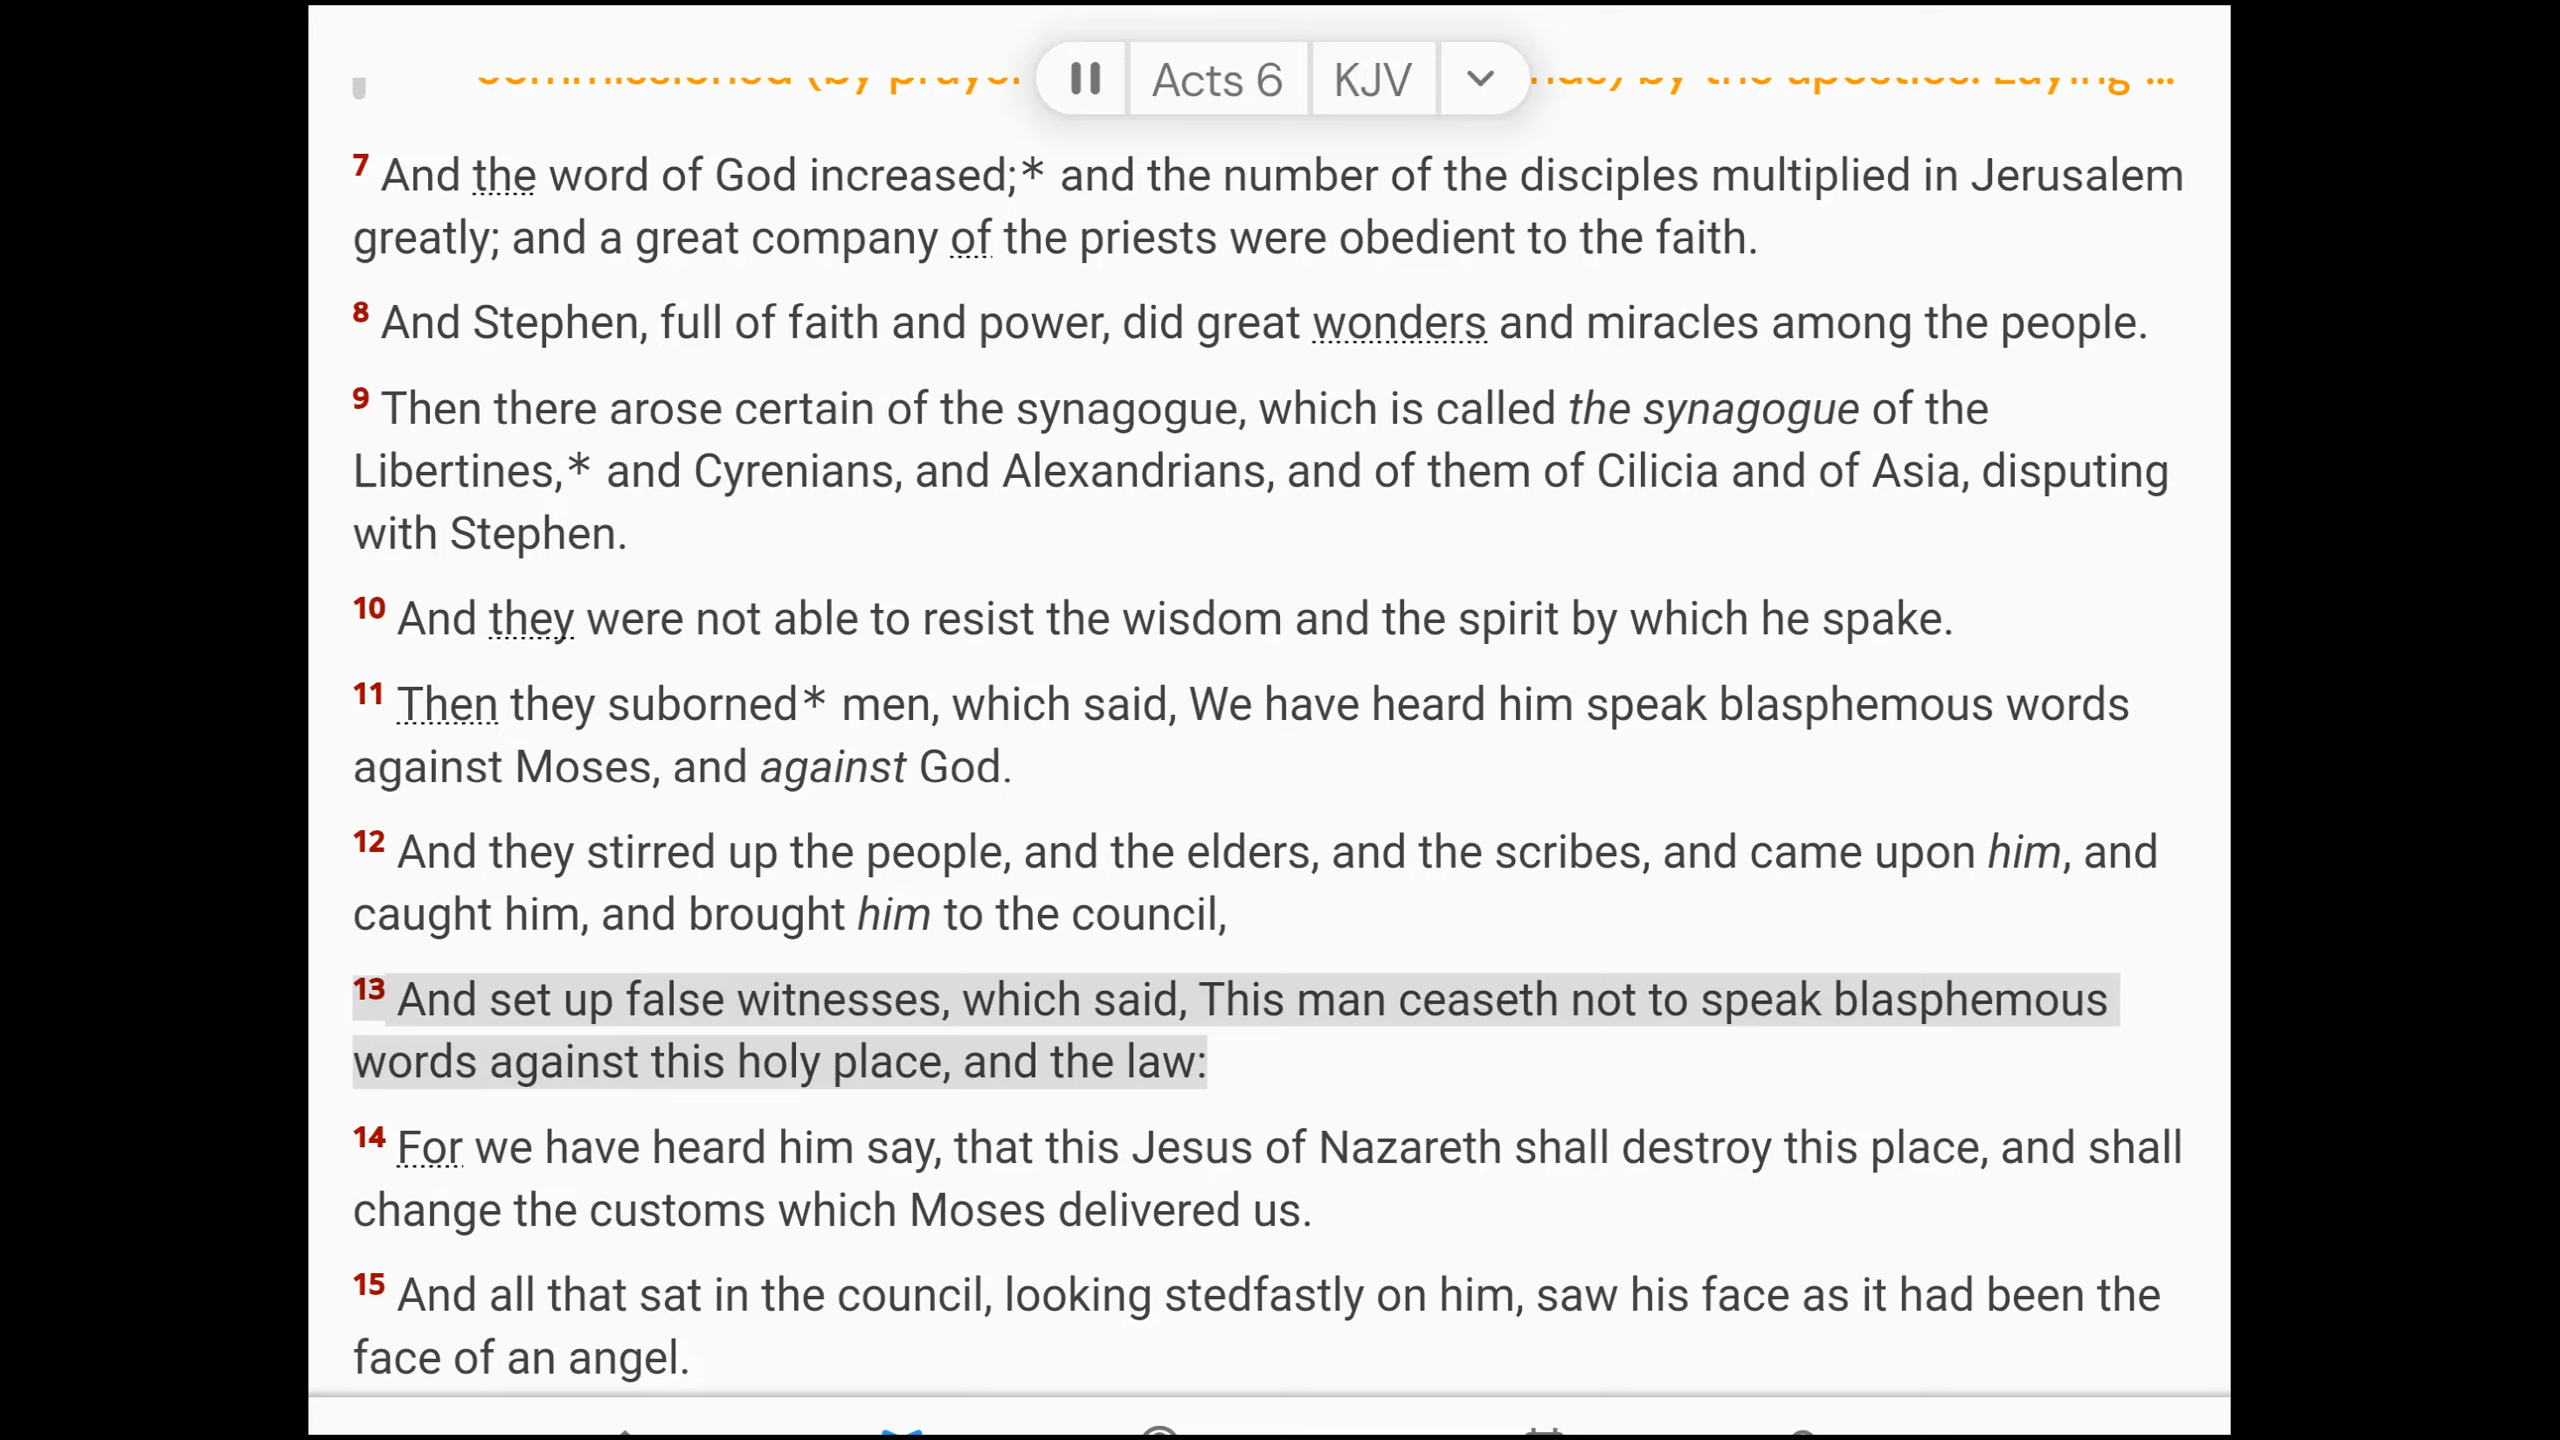 Acts 6 KJV
7 And the word of God increased;* and the number of the disciples multiplied in Jerusalem
greatly; and a great company of the priests were obedient to the faith.
8 And Stephen, full of faith and power, did great wonders and miracles among the people.
9 Then there arose certain of the synagogue, which is called the synagogue of the
Libertines,* and Cyrenians, and Alexandrians, and of them of Cilicia and of Asia, disputing
with Stephen.
10 And they were not able to resist the wisdom and the spirit by which he spake.
11 Then they suborned* men, which said, We have heard him speak blasphemous words
against Moses, and against God.
12 And they stirred up the people, and the elders, and the scribes, and came upon him, and
caught him, and brought him to the council,
13 And set up false witnesses, which said, This man ceaseth not to speak blasphemous
words against this holy place, and the law:
14 For we have heard him say, that this Jesus of Nazareth shall destroy this place, and shall
change the customs which Moses delivered us.
15 And all that sat in the council, looking stedfastly on him, saw his face as it had been the
face of an angel.